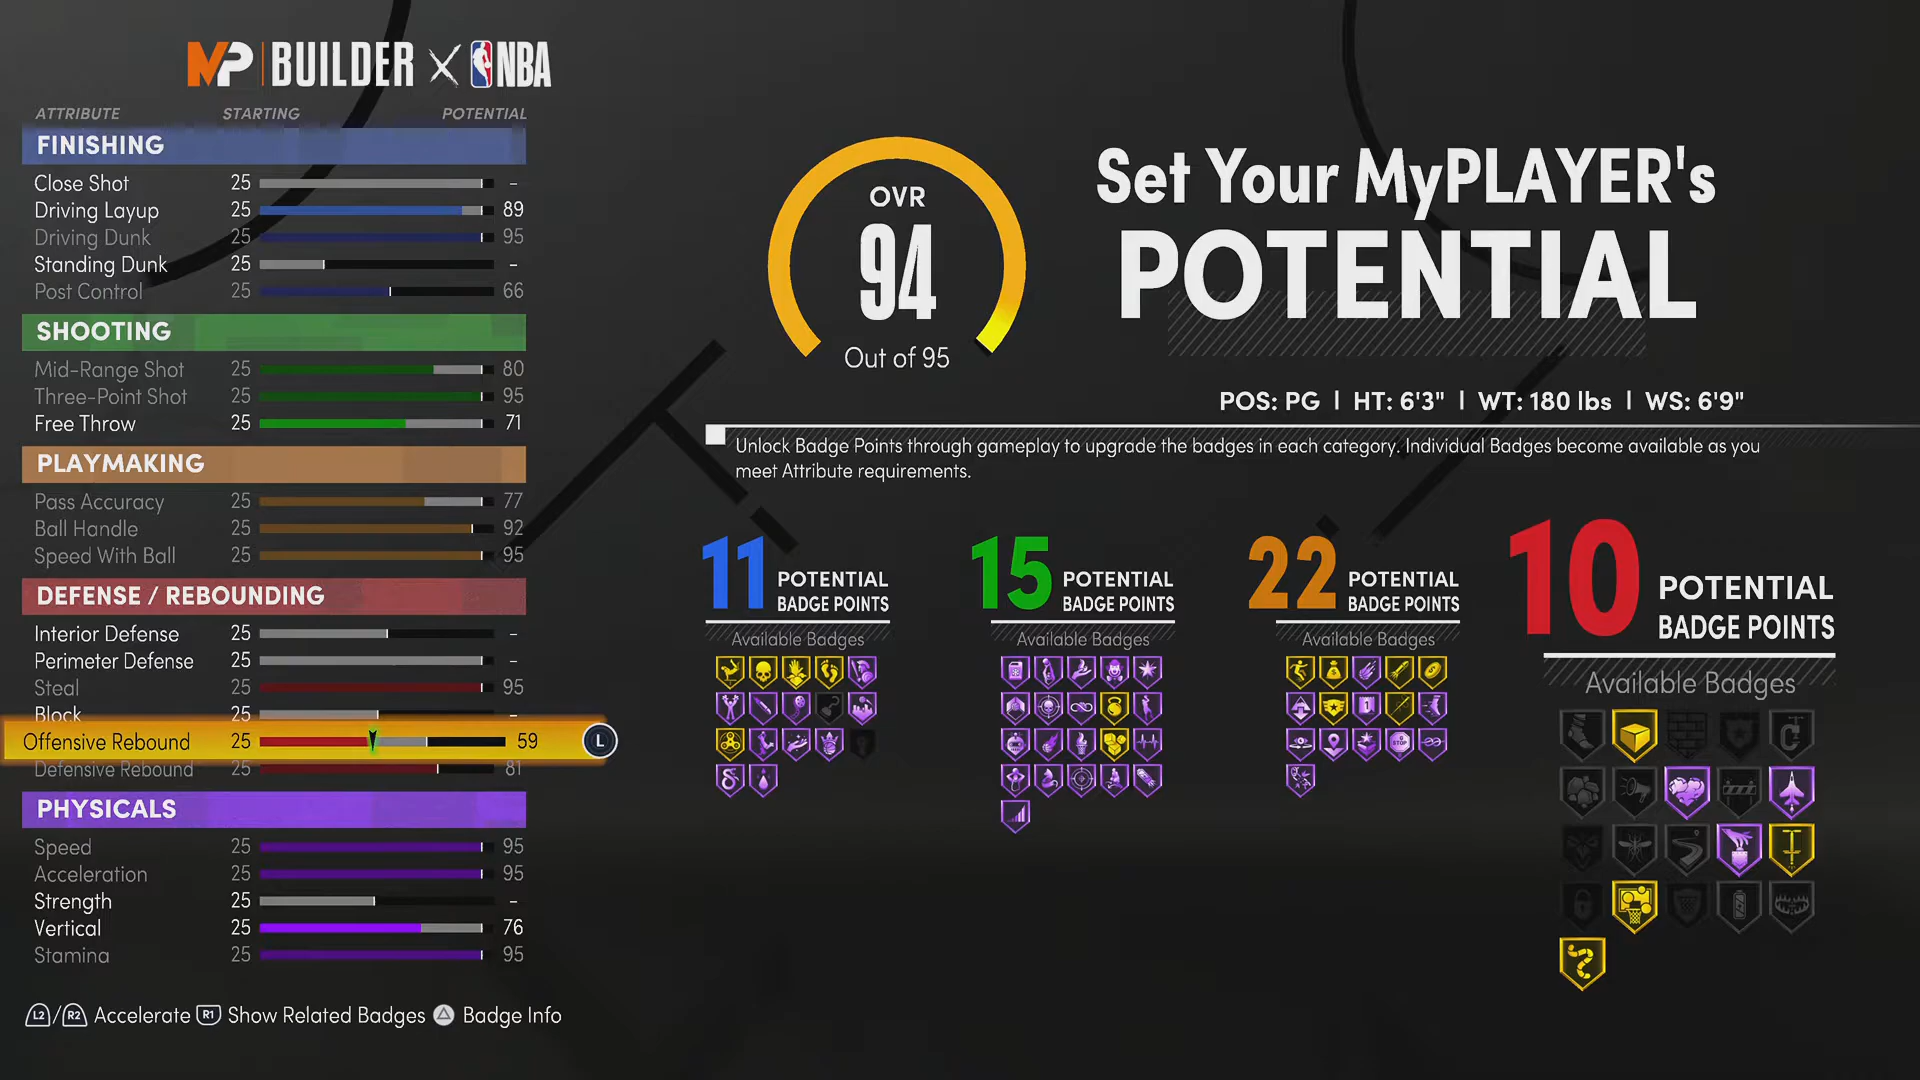 MP | BUILDER X NBA
ATTRIBUTE STARTING POTENTIAL
FINISHING
Close Shot 25 -
Driving Layup 25 89
Driving Dunk 25 95
Standing Dunk 25 -
Post Control 25 66
SHOOTING
Mid-Range Shot 25 80
Three-Point Shot 25 95
Free Throw 25 71
PLAYMAKING
Pass Accuracy 25 77
Ball Handle 25 92
Speed With Ball 25 95
DEFENSE / REBOUNDING
Interior Defense 25 -
Perimeter Defense 25 -
Steal 25 95
Block 25 -
Offensive Rebound 25 59 L
Defensive Rebound 25 81
PHYSICALS
Speed 25 95
Acceleration 25 95
Strength 25 -
Vertical 25 76
Stamina 25 95
L2 / R2 Accelerate R1 Show Related Badges Badge Info
OVR
94
Out of 95
Set Your MyPLAYER's
POTENTIAL
POS: PG | HT: 6'3" | WT: 180 lbs | WS: 6'9"
Unlock Badge Points through gameplay to upgrade the badges in each category. Individual Badges become available as you
meet Attribute requirements.
11 POTENTIAL
BADGE POINTS
Available Badges
15 POTENTIAL
BADGE POINTS
Available Badges
22 POTENTIAL
BADGE POINTS
Available Badges
10 POTENTIAL
BADGE POINTS
Available Badges